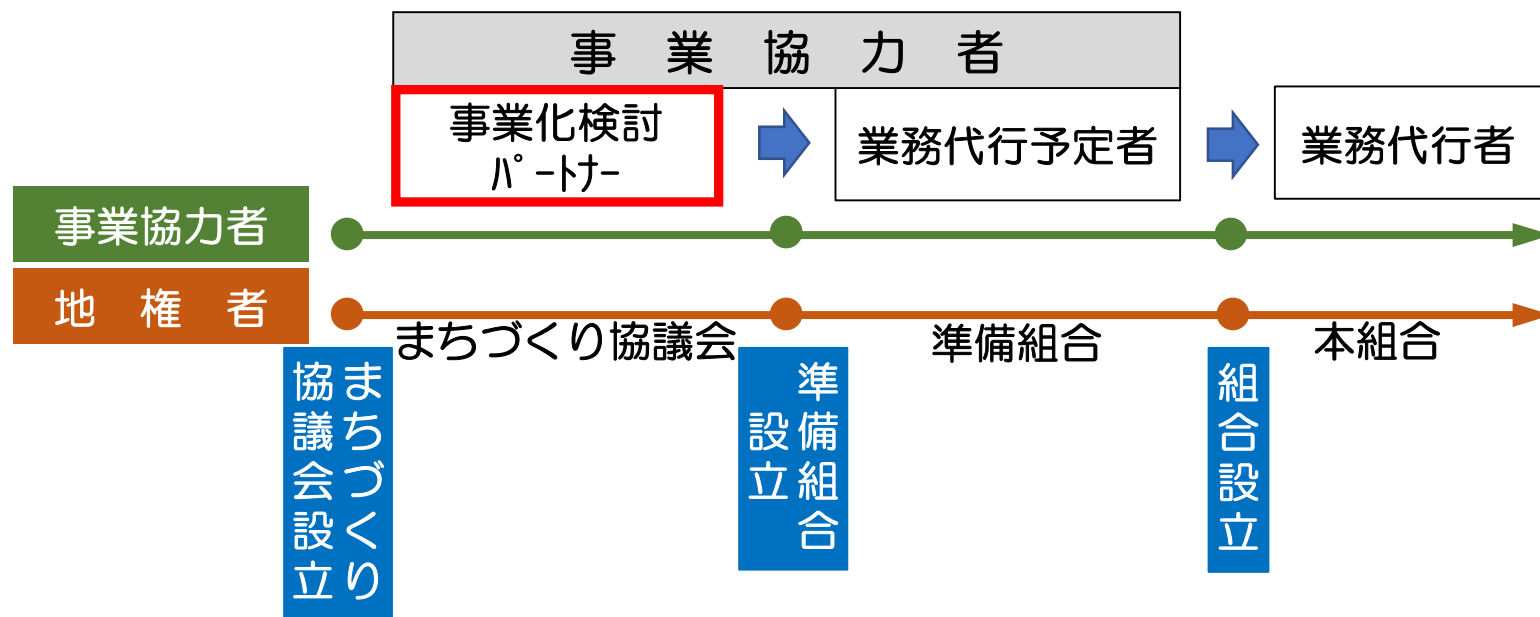 事　業　協　力　者
事業化検討
ﾊﾟｰﾄﾅｰ
業務代行予定者
業務代行者
事業協力者
地　権　者
まちづくり協議会
準備組合
本組合
まちづくり
協議会設立
準備組合
設立
組合設立